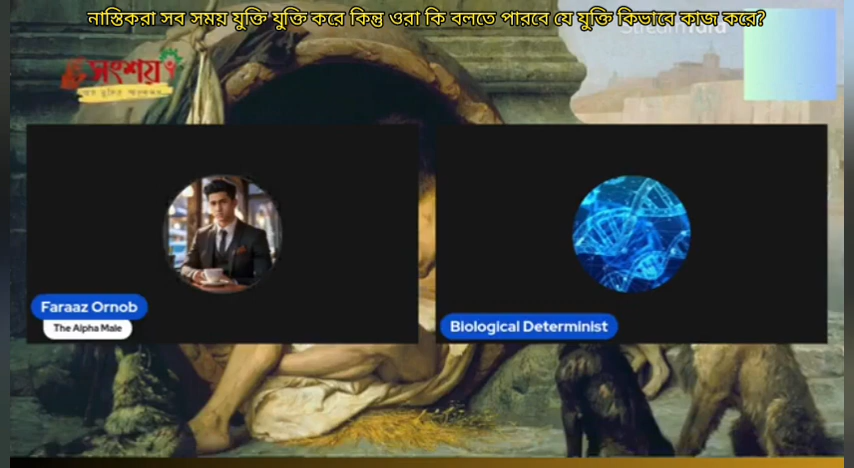 নাস্তিকরা সব সময় যুক্তি যুক্তি করে কিন্তু ওরা কি বলতে পারবে যে যুক্তি কিভাবে কাজ করে?
StreamYard
সংশয়
Faraaz Ornob
The Alpha Male
Biological Determinist